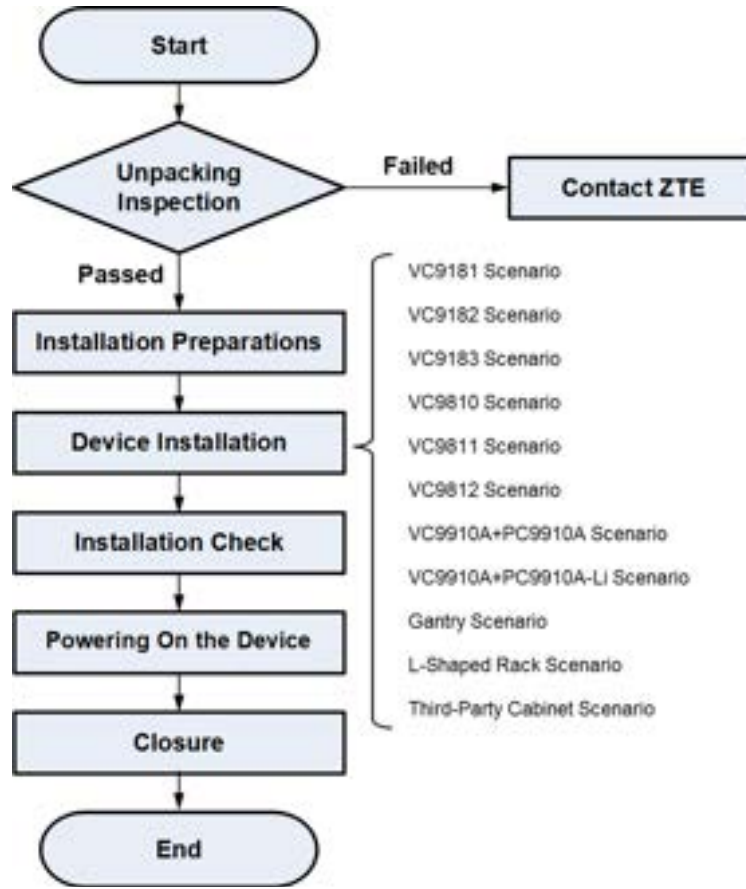 Start
Unpacking
Inspection
Failed
Contact ZTE
Passed
Installation Preparations
Device Installation
VC9181 Scenario
VC9182 Scenario
VC9183 Scenario
VC9810 Scenario
VC9811 Scenario
VC9812 Scenario
VC9910A+PC9910A Scenario
VC9910A+PC9910A-Li Scenario
Gantry Scenario
L-Shaped Rack Scenario
Third-Party Cabinet Scenario
Installation Check
Powering On the Device
Closure
End